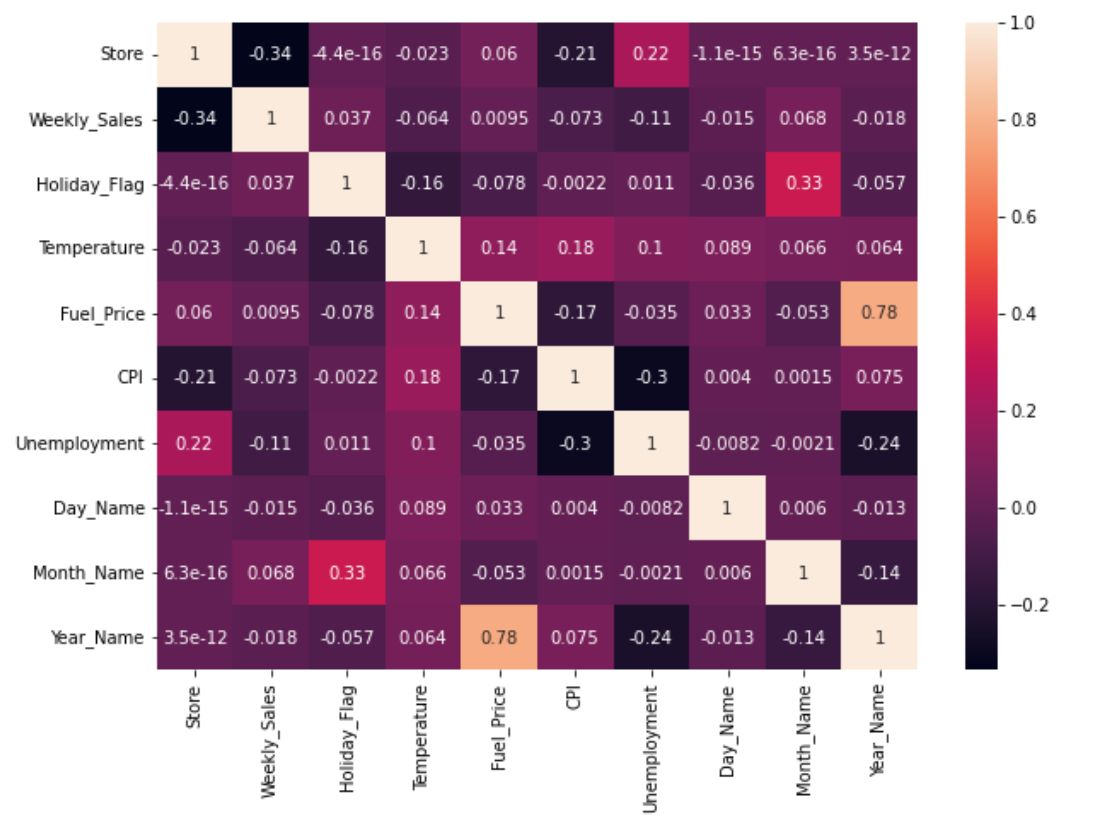 Store 1 -0.34 -4.4e-16 -0.023 0.06 -0.21 0.22 -1.1e-15 6.3e-16 3.5e-12
Weekly_Sales -0.34 1 0.037 -0.064 0.0095 -0.073 -0.11 -0.015 0.068 -0.018
Holiday_Flag -4.4e-16 0.037 1 -0.16 -0.078 -0.0022 0.011 -0.036 0.33 -0.057
Temperature -0.023 -0.064 -0.16 1 0.14 0.18 0.1 0.089 0.066 0.064
Fuel_Price 0.06 0.0095 -0.078 0.14 1 -0.17 -0.035 0.033 -0.053 0.78
CPI -0.21 -0.073 -0.0022 0.18 -0.17 1 -0.3 0.004 0.0015 0.075
Unemployment 0.22 -0.11 0.011 0.1 -0.035 -0.3 1 -0.0082 -0.0021 -0.24
Day_Name -1.1e-15 -0.015 -0.036 0.089 0.033 0.004 -0.0082 1 0.006 -0.013
Month_Name 6.3e-16 0.068 0.33 0.066 -0.053 0.0015 -0.0021 0.006 1 -0.14
Year_Name 3.5e-12 -0.018 -0.057 0.064 0.78 0.075 -0.24 -0.013 -0.14 1
Store
Weekly_Sales
Holiday_Flag
Temperature
Fuel_Price
CPI
Unemployment
Day_Name
Month_Name
Year_Name
1.0
0.8
0.6
0.4
0.2
0.0
−0.2